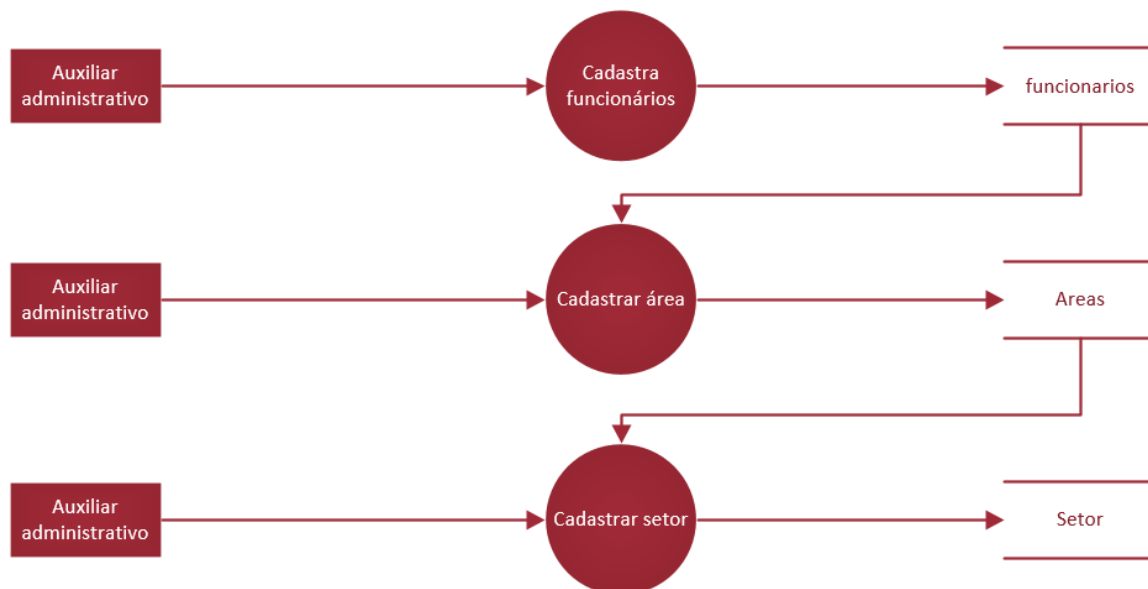 Auxiliar
administrativo
Cadastra
funcionários
funcionarios
Auxiliar
administrativo
Cadastrar área
Areas
Auxiliar
administrativo
Cadastrar setor
Setor